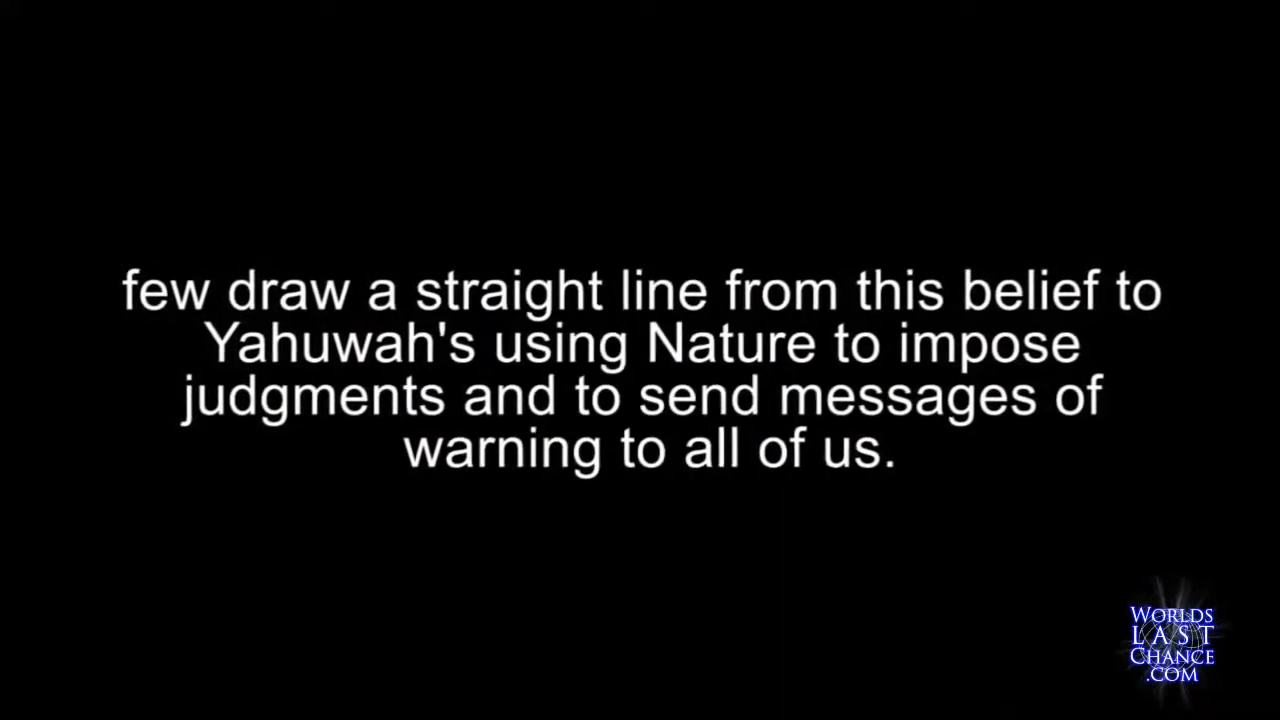 few draw a straight line from this belief to
Yahuwah's using Nature to impose
judgments and to send messages of
warning to all of us.
WORLDS
LAST
CHANCE
.COM